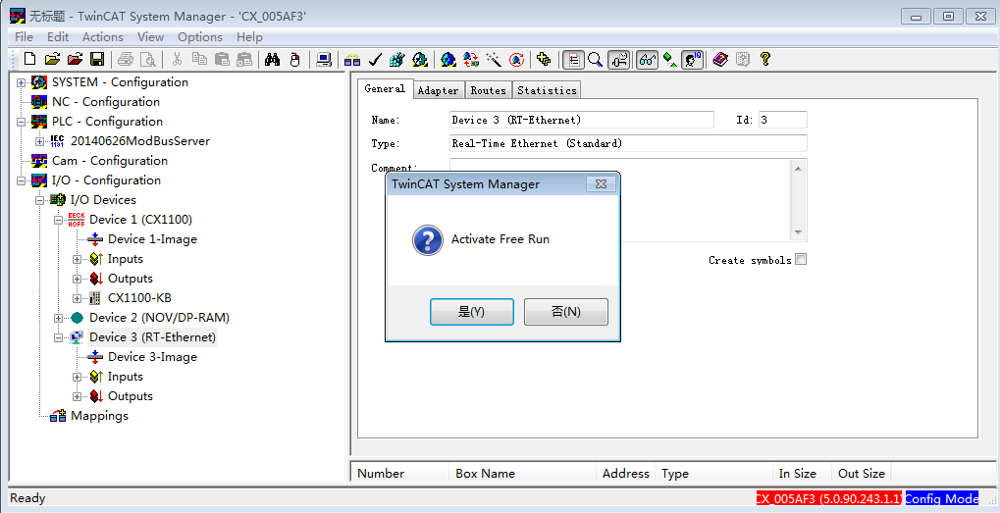 无标题 - TwinCAT System Manager - 'CX_005AF3'
File Edit Actions View Options Help
SYSTEM - Configuration
NC - Configuration
PLC - Configuration
IEC 1131 20140626ModBusServer
Cam - Configuration
I/O - Configuration
I/O Devices
BECK HOFF Device 1 (CX1100)
Device 1-Image
Inputs
Outputs
CX1100-KB
Device 2 (NOV/DP-RAM)
Device 3 (RT-Ethernet)
Device 3-Image
Inputs
Outputs
Mappings
General Adapter Routes Statistics
Name: Device 3 (RT-Ethernet) Id: 3
Type: Real-Time Ethernet (Standard)
Comment:
Create symbols
TwinCAT System Manager
Activate Free Run
是(Y) 否(N)
Number Box Name Address Type In Size Out Size
Ready CX_005AF3 (5.0.90.243.1.1) Config Mode